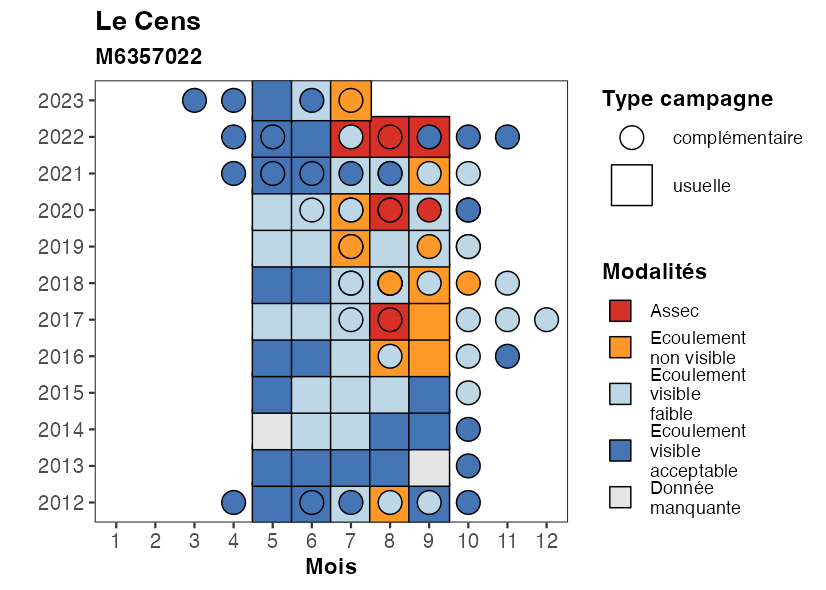 Le Cens
M6357022
2023
2022
2021
2020
2019
2018
2017
2016
2015
2014
2013
2012
1 2 3 4 5 6 7 8 9 10 11 12
Mois
Type campagne
complémentaire
usuelle
Modalités
Assec
Ecoulement
non visible
Ecoulement
visible
faible
Ecoulement
visible
acceptable
Donnée
manquante